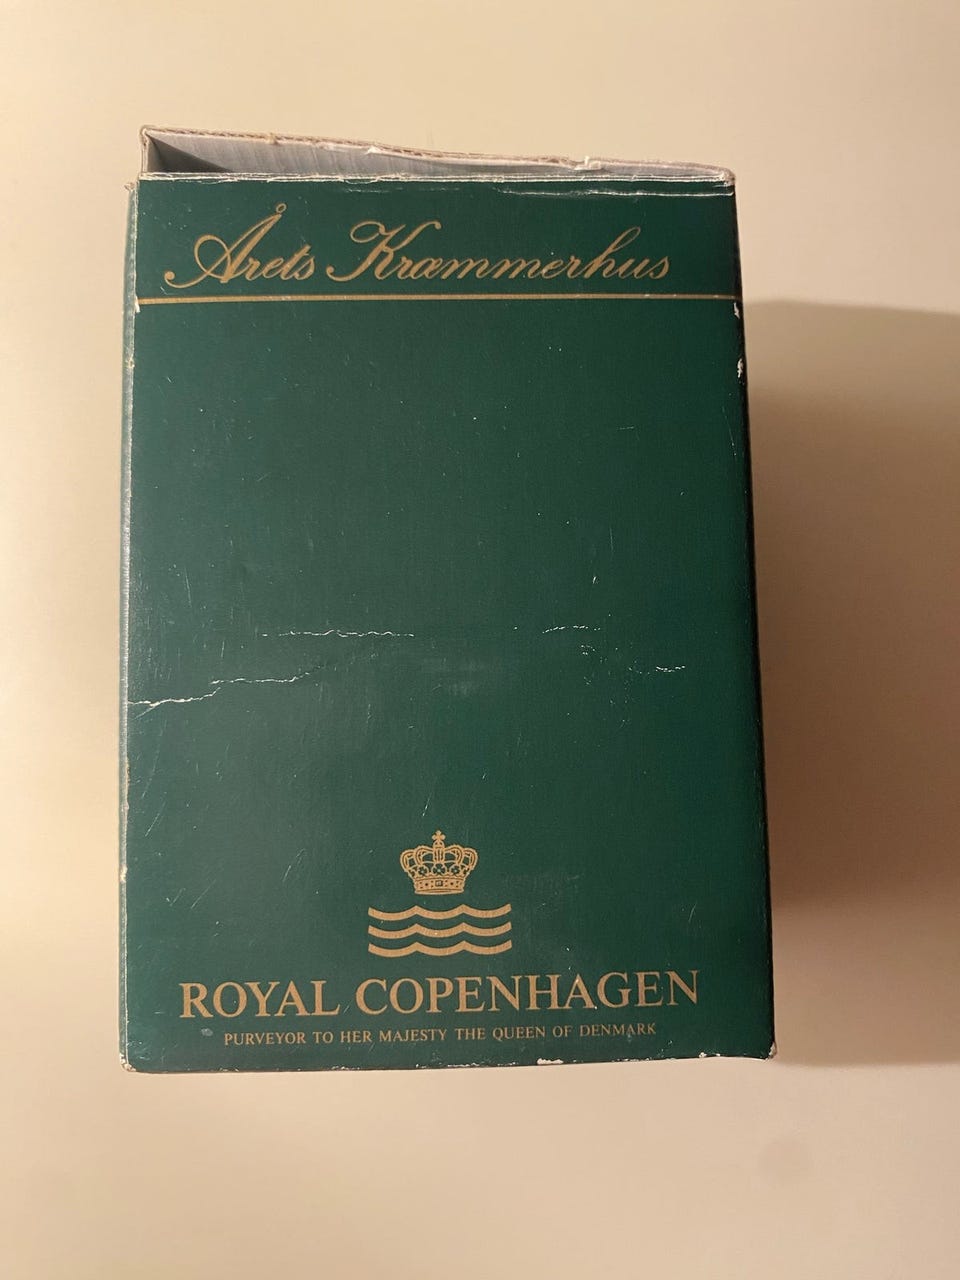 Årets Kræmmerhus
ROYAL COPENHAGEN
PURVEYOR TO HER MAJESTY THE QUEEN OF DENMARK